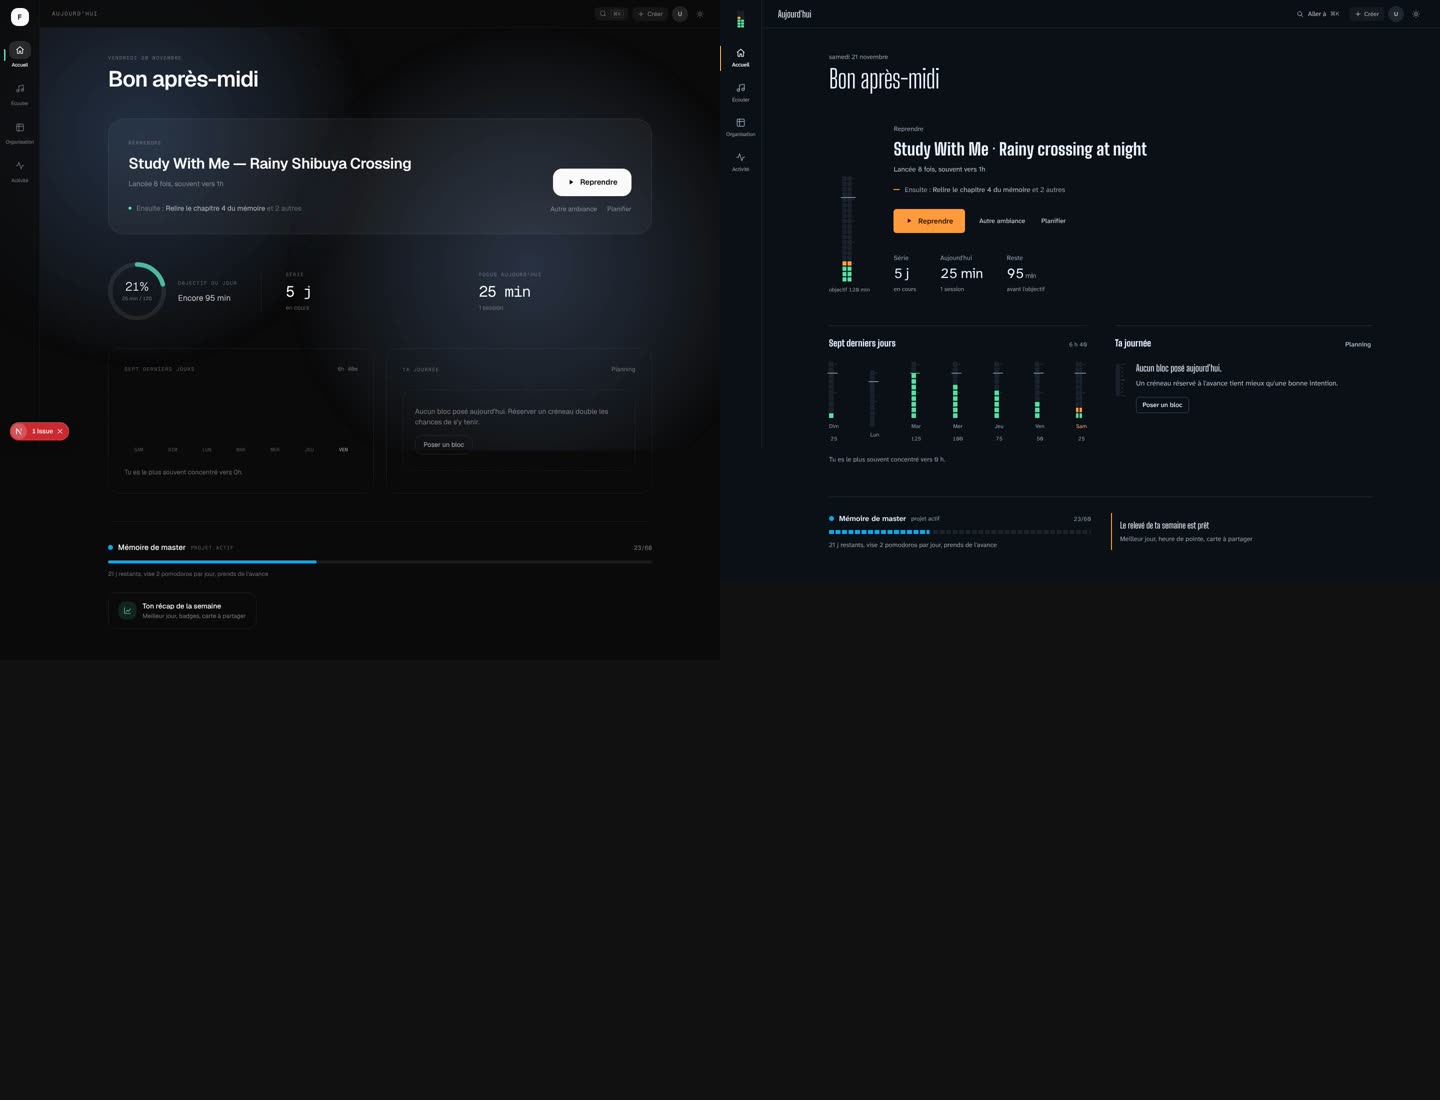 F
AUJOURD'HUI
⌘K
+ Créer
U
Accueil
Écouter
Organisation
Activité
VENDREDI 20 NOVEMBRE
Bon après-midi
REPRENDRE
Study With Me — Rainy Shibuya Crossing
Lancée 8 fois, souvent vers 1h
Ensuite : Relire le chapitre 4 du mémoire et 2 autres
Reprendre
Autre ambiance
Planifier
21%
25 min / 120
OBJECTIF DU JOUR
Encore 95 min
SÉRIE
5 j
en cours
FOCUS AUJOURD'HUI
25 min
1 session
SEPT DERNIERS JOURS
6h 40m
SAM
DIM
LUN
MAR
MER
JEU
VEN
Tu es le plus souvent concentré vers 0h.
TA JOURNÉE
Planning
Aucun bloc posé aujourd'hui. Réserver un créneau double les
chances de s'y tenir.
Poser un bloc
N
1 Issue
Mémoire de master
PROJET ACTIF
23/60
21 j restants, vise 2 pomodoros par jour, prends de l'avance
Ton récap de la semaine
Meilleur jour, badges, carte à partager
Aujourd'hui
Aller à ⌘K
+ Créer
U
Accueil
Écouter
Organisation
Activité
samedi 21 novembre
Bon après-midi
Reprendre
Study With Me · Rainy crossing at night
Lancée 8 fois, souvent vers 1h
Ensuite : Relire le chapitre 4 du mémoire et 2 autres
Reprendre
Autre ambiance
Planifier
Série
5 j
en cours
Aujourd'hui
25 min
1 session
Reste
95 min
avant l'objectif
objectif 120 min
Sept derniers jours
6 h 40
Dim
25
Lun
Mar
125
Mer
100
Jeu
75
Ven
50
Sam
25
Tu es le plus souvent concentré vers 0 h.
Ta journée
Planning
Aucun bloc posé aujourd'hui.
Un créneau réservé à l'avance tient mieux qu'une bonne intention.
Poser un bloc
Mémoire de master
projet actif
23/60
21 j restants, vise 2 pomodoros par jour, prends de l'avance
Le relevé de ta semaine est prêt
Meilleur jour, heure de pointe, carte à partager